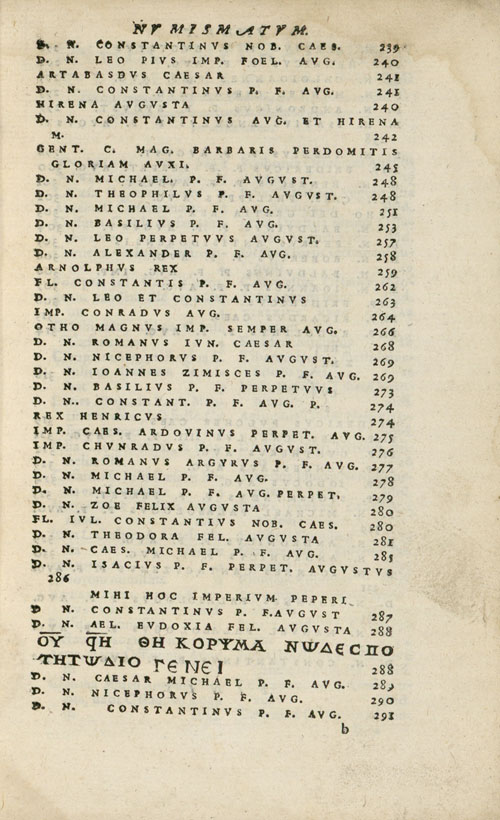 NVMISMATVM.
D. N. CONSTANTINVS NOB. CAES. 239
D. N. LEO PIVS IMP. FOEL. AVG. 240
ARTABASDVS CAESAR 241
D. N. CONSTANTINVS P. F. AVG. 241
HIRENA AVGVSTA 240
D. N. CONSTANTINVS AVG. ET HIRENA
M. 242
GENT. C. MAG. BARBARIS PERDOMITIS
GLORIAM AVXI. 245
D. N. MICHAEL. P. F. AVGVST. 248
D. N. THEOPHILVS P. F. AVGVST. 248
D. N. MICHAEL P. F. AVG. 251
D. N. BASILIVS P. F. AVG. 253
D. N. LEO PERPETVVS AVGVST. 257
D. N. ALEXANDER P. F. AVG. 258
ARNOLPHVS REX 259
FL. CONSTANTIS P. F. AVG. 262
D. N. LEO ET CONSTANTINVS 263
IMP. CONRADVS AVG. 264
OTHO MAGNVS IMP. SEMPER AVG. 266
D. N. ROMANVS IVN. CAESAR 268
D. N. NICEPHORVS P. F. AVGVST. 269
D. N. IOANNES ZIMISCES P. F. AVG. 269
D. N. BASILIVS P. F. PERPETVVS 273
D. N. CONSTANT. P. F. AVG. P. 274
REX HENRICVS 274
IMP. CAES. ARDOVINVS PERPET. AVG. 275
IMP. CHVNRADVS P. F. AVGVST. 276
D. N. ROMANVS ARGYRVS P. F. AVG. 277
D. N. MICHAEL P. F. AVG. 278
D. N. MICHAEL P. F. AVG. PERPET. 279
D. N. ZOE FELIX AVGVSTA 280
FL. IVL. CONSTANTIVS NOB. CAES. 280
D. N. THEODORA FEL. AVGVSTA 281
D. N. CAES. MICHAEL P. F. AVG. 285
D. N. ISACIVS P. F. PERPET. AVGVSTVS
286
MIHI HOC IMPERIVM PEPERI
D N. CONSTANTINVS P. F. AVGVST 287
D. N. AEL. EVDOXIA FEL. AVGVSTA 288
ΘΗ ΚΟΡΥΜΑ ΝѠΔЄСΠΟ
ΤΗΤѠΔΙΟ ΓЄΝЄΙ 288
D. N. CAESAR MICHAEL P. F. AVG.
D. N. NICEPHORVS P. F. AVG. 290
D. N. CONSTANTINVS P. F. AVG. 291
b